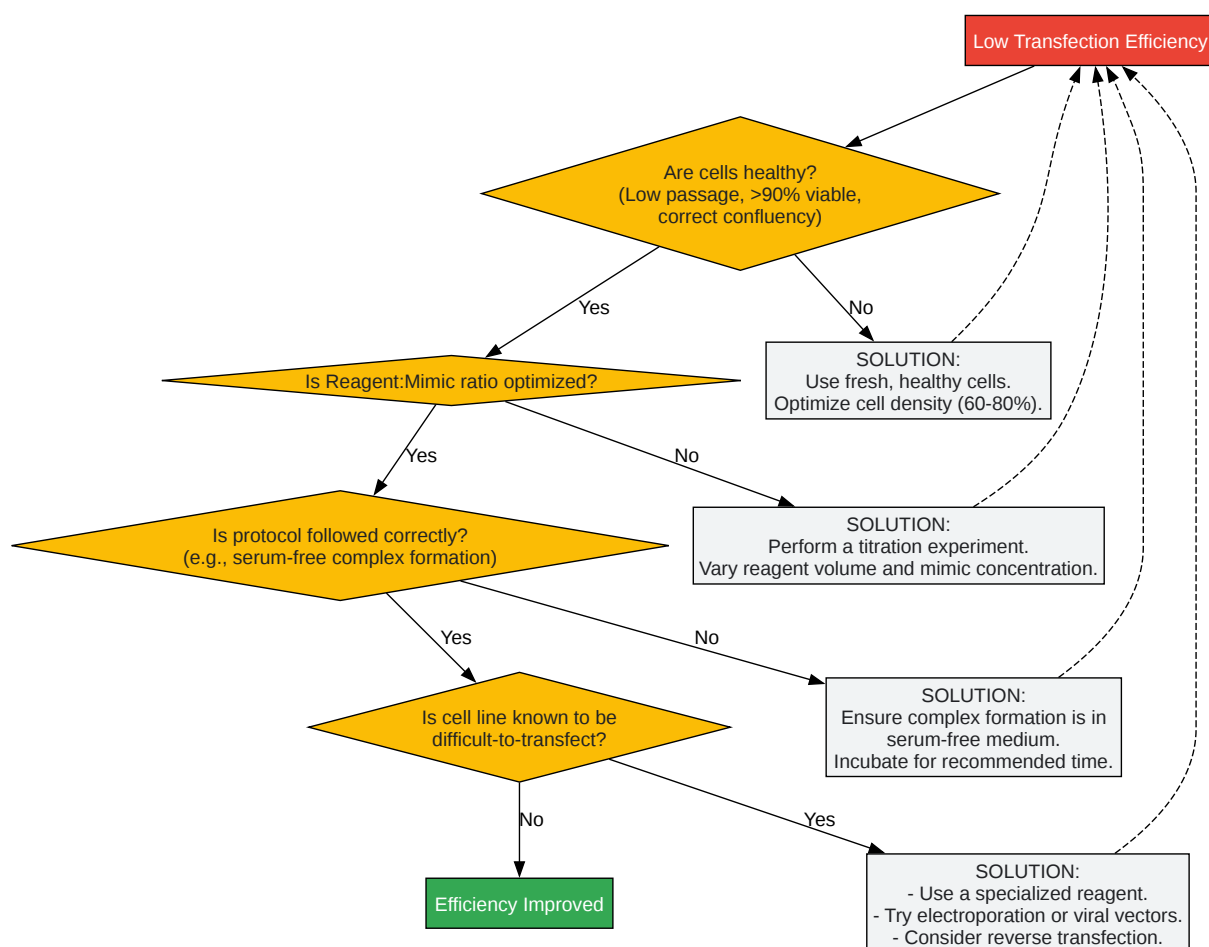 Low Transfection Efficiency
Are cells healthy?
(Low passage, >90% viable,
correct confluency)
Yes
No
SOLUTION:
Use fresh, healthy cells.
Optimize cell density (60-80%).
Is Reagent:Mimic ratio optimized?
Yes
No
SOLUTION:
Perform a titration experiment.
Vary reagent volume and mimic concentration.
Is protocol followed correctly?
(e.g., serum-free complex formation)
Yes
No
SOLUTION:
Ensure complex formation is in
serum-free medium.
Incubate for recommended time.
Is cell line known to be
difficult-to-transfect?
No
Yes
Efficiency Improved
SOLUTION:
- Use a specialized reagent.
- Try electroporation or viral vectors.
- Consider reverse transfection.